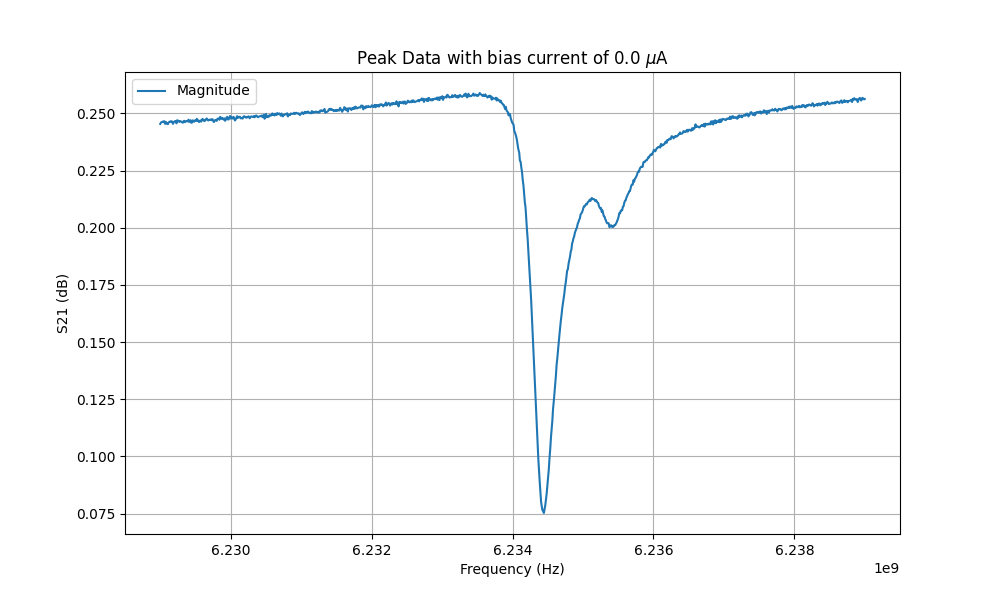 Peak Data with bias current of 0.0 μA
Magnitude
S21 (dB)
0.250
0.225
0.200
0.175
0.150
0.125
0.100
0.075
6.230 6.232 6.234 6.236 6.238
Frequency (Hz)
1e9